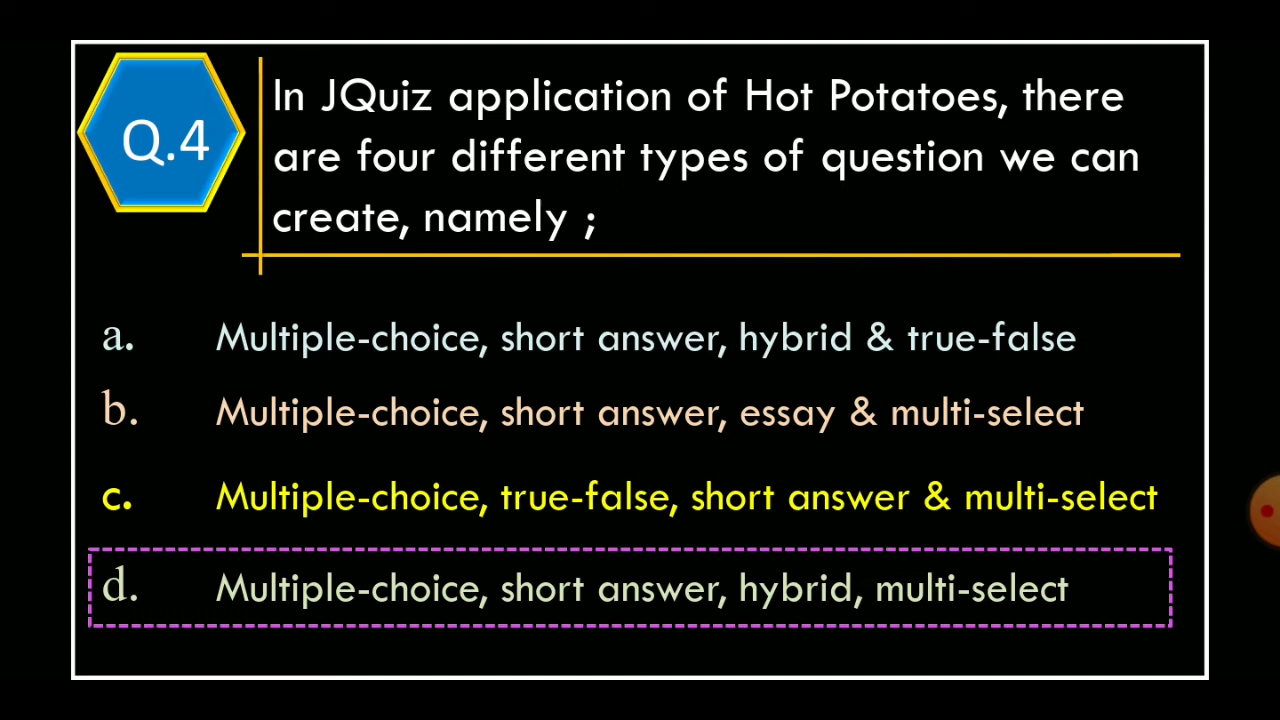 Q.4
In JQuiz application of Hot Potatoes, there
are four different types of question we can
create, namely ;
a. Multiple-choice, short answer, hybrid & true-false
b. Multiple-choice, short answer, essay & multi-select
c. Multiple-choice, true-false, short answer & multi-select
d. Multiple-choice, short answer, hybrid, multi-select